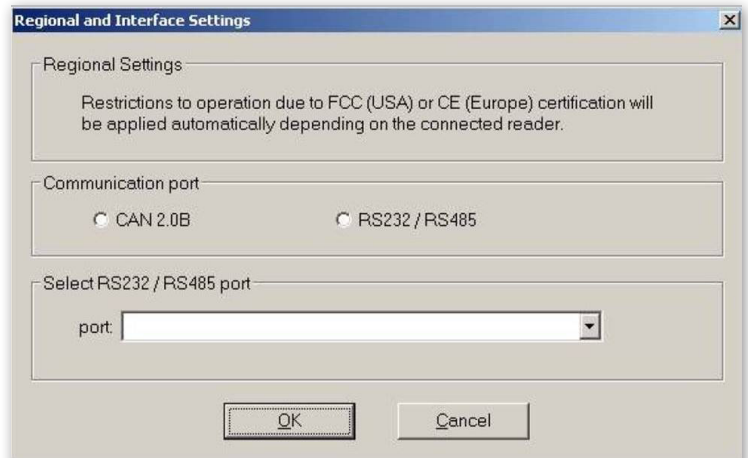 Regional and Interface Settings
Regional Settings
Restrictions to operation due to FCC (USA) or CE (Europe) certification will
be applied automatically depending on the connected reader.
Communication port
CAN 2.0B
RS232 / RS485
Select RS232 / RS485 port
port:
OK
Cancel